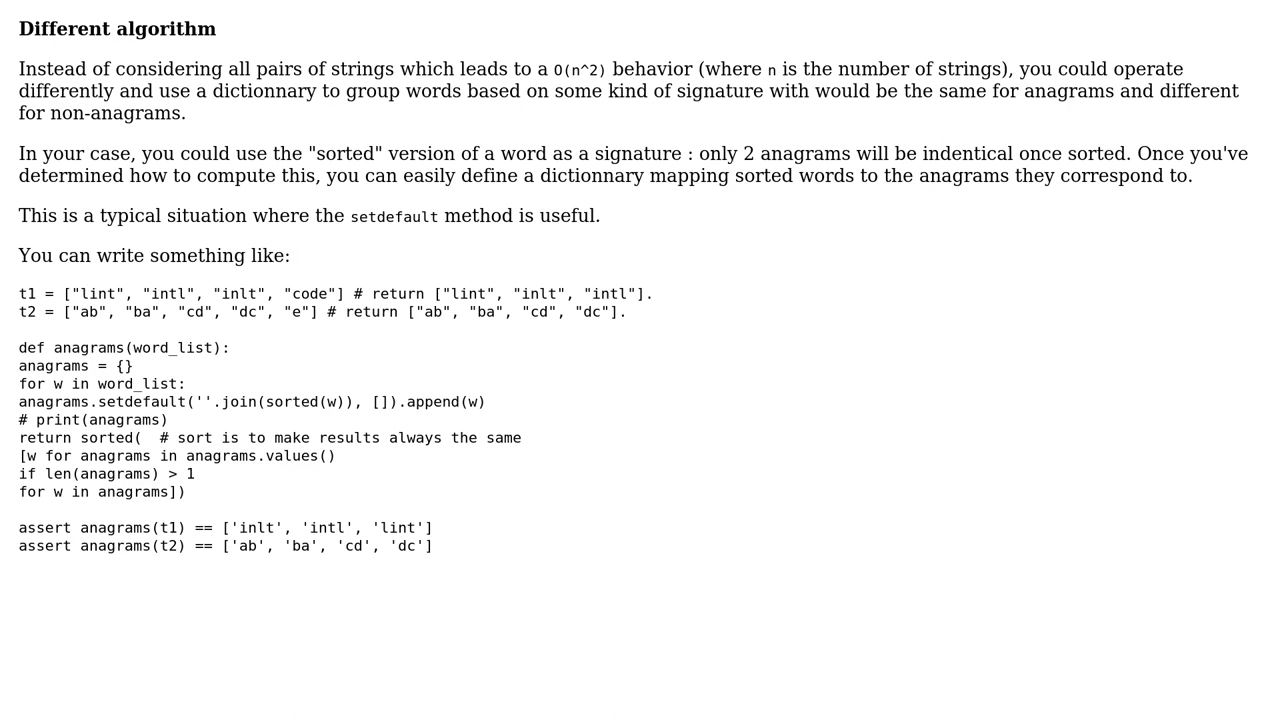 Different algorithm
Instead of considering all pairs of strings which leads to a O(n^2) behavior (where n is the number of strings), you could operate
differently and use a dictionnary to group words based on some kind of signature with would be the same for anagrams and different
for non-anagrams.
In your case, you could use the "sorted" version of a word as a signature : only 2 anagrams will be indentical once sorted. Once you've
determined how to compute this, you can easily define a dictionnary mapping sorted words to the anagrams they correspond to.
This is a typical situation where the setdefault method is useful.
You can write something like:
t1 = ["lint", "intl", "inlt", "code"] # return ["lint", "inlt", "intl"].
t2 = ["ab", "ba", "cd", "dc", "e"] # return ["ab", "ba", "cd", "dc"].
def anagrams(word_list):
anagrams = {}
for w in word_list:
anagrams.setdefault(''.join(sorted(w)), []).append(w)
# print(anagrams)
return sorted(  # sort is to make results always the same
[w for anagrams in anagrams.values()
if len(anagrams) > 1
for w in anagrams])
assert anagrams(t1) == ['inlt', 'intl', 'lint']
assert anagrams(t2) == ['ab', 'ba', 'cd', 'dc']